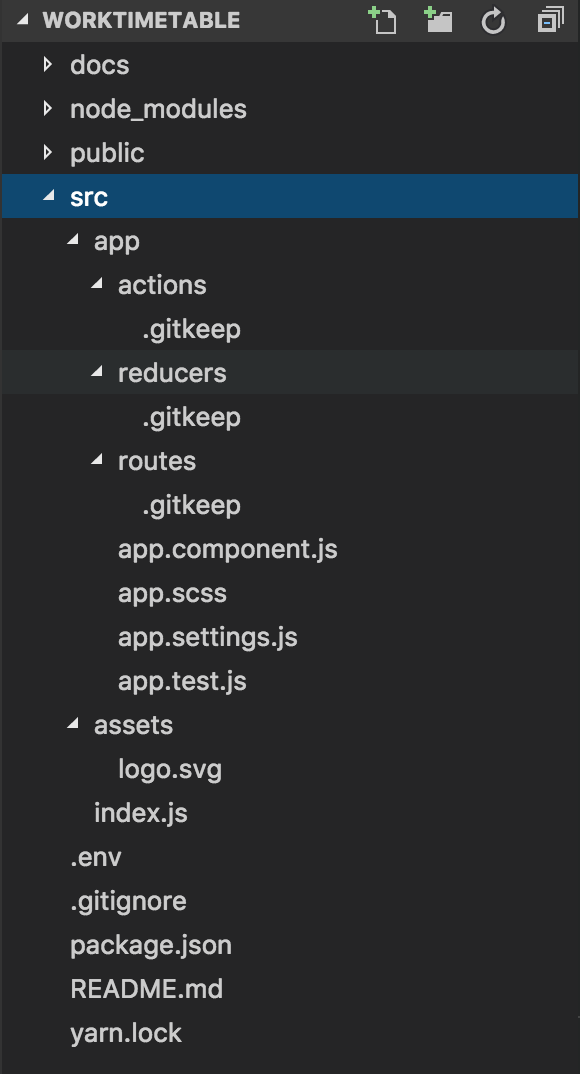 WORKTIMETABLE
docs
node_modules
public
src
app
actions
.gitkeep
reducers
.gitkeep
routes
.gitkeep
app.component.js
app.scss
app.settings.js
app.test.js
assets
logo.svg
index.js
.env
.gitignore
package.json
README.md
yarn.lock